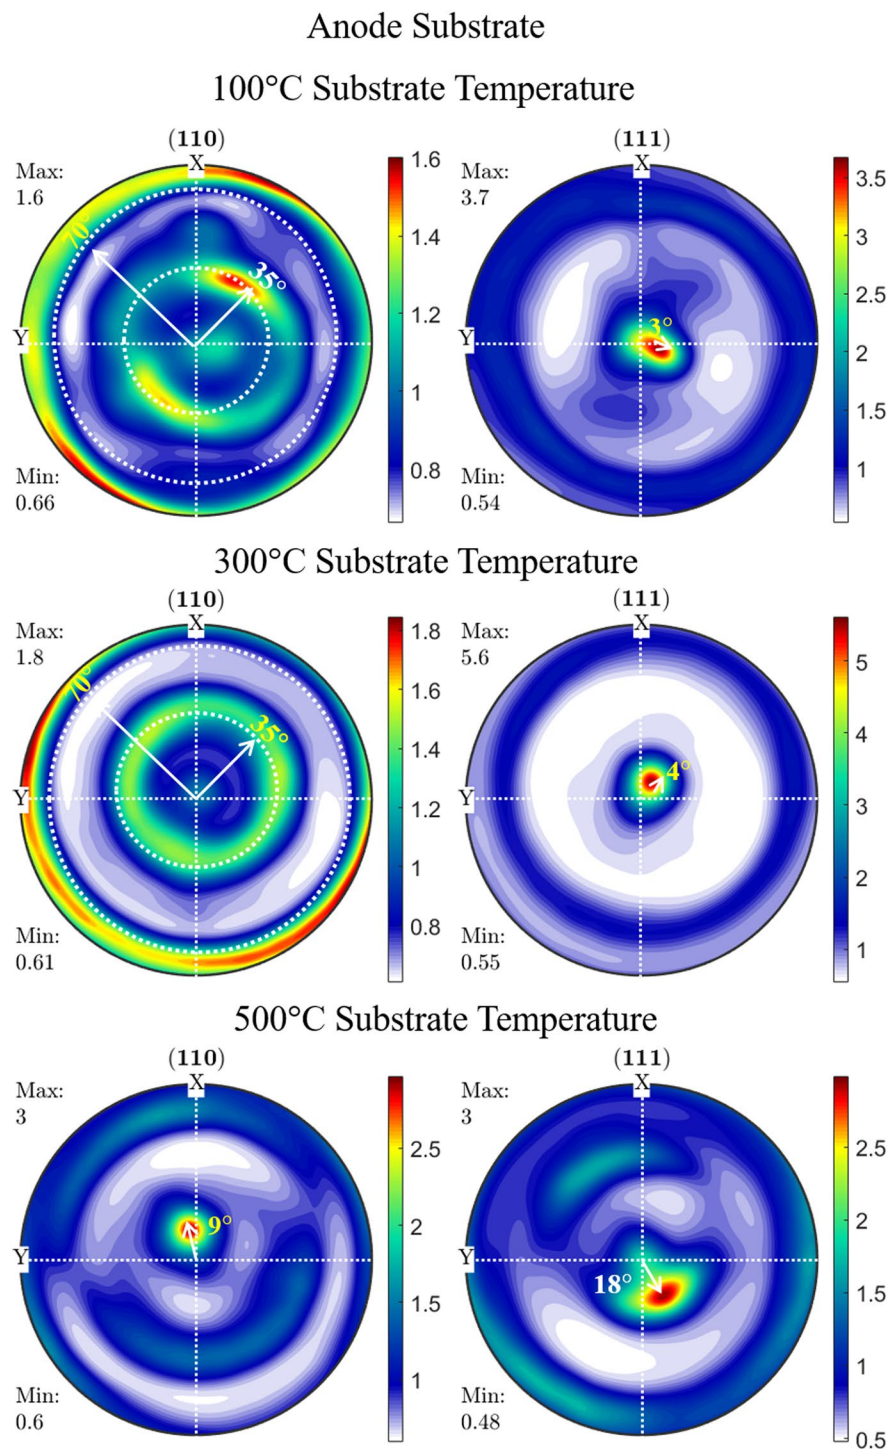 Anode Substrate
100°C Substrate Temperature
(110)
X
Max:
1.6
Y
70°
35°
Min:
0.66
1.6
1.4
1.2
1
0.8
(111)
X
Max:
3.7
Y
3°
Min:
0.54
3.5
3
2.5
2
1.5
1
300°C Substrate Temperature
(110)
X
Max:
1.8
Y
70°
35°
Min:
0.61
1.8
1.6
1.4
1.2
1
0.8
(111)
X
Max:
5.6
Y
4°
Min:
0.55
5
4
3
2
1
500°C Substrate Temperature
(110)
X
Max:
3
Y
9°
Min:
0.6
2.5
2
1.5
1
(111)
X
Max:
3
Y
18°
Min:
0.48
2.5
2
1.5
1
0.5